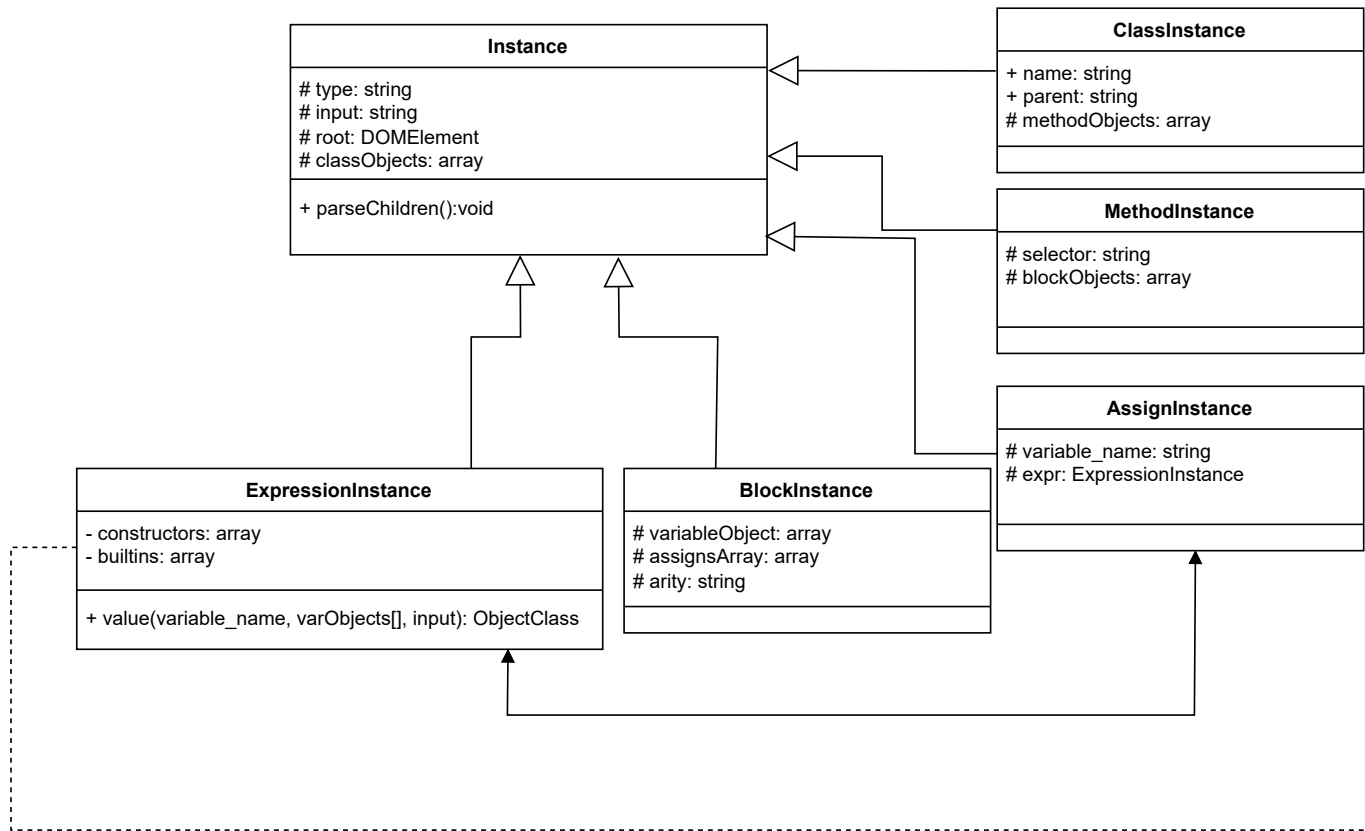 Instance
# type: string
# input: string
# root: DOMElement
# classObjects: array
+ parseChildren():void
ClassInstance
+ name: string
+ parent: string
# methodObjects: array
MethodInstance
# selector: string
# blockObjects: array
AssignInstance
# variable_name: string
# expr: ExpressionInstance
ExpressionInstance
- constructors: array
- builtins: array
+ value(variable_name, varObjects[], input): ObjectClass
BlockInstance
# variableObject: array
# assignsArray: array
# arity: string